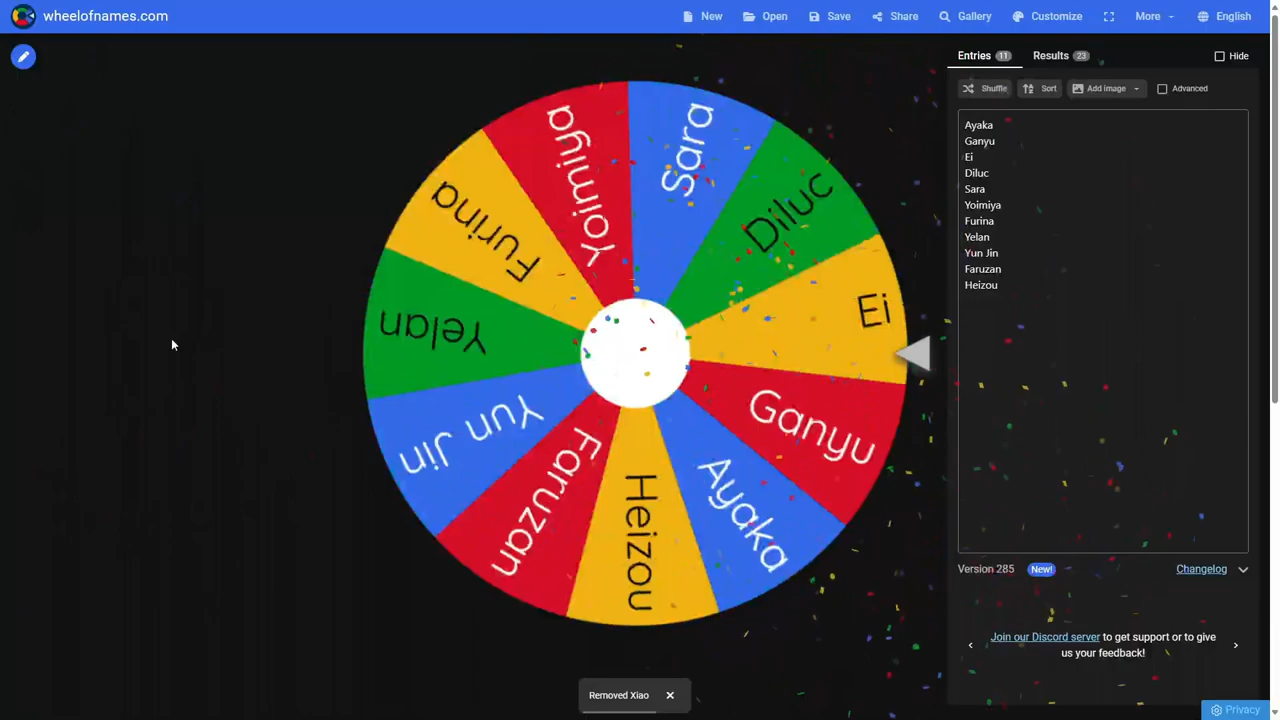 wheelofnames.com
New
Open
Save
Share
Gallery
Customize
More
English
Entries 11
Results 23
Hide
Shuffle
Sort
Add image
Advanced
Ayaka
Ganyu
Ei
Diluc
Sara
Yoimiya
Furina
Yelan
Yun Jin
Faruzan
Heizou
Sara
Diluc
Ei
Ganyu
Ayaka
Heizou
Faruzan
Yun Jin
Yelan
Furina
Yoimiya
Version 285
New!
Changelog
Join our Discord server to get support or to give
us your feedback!
Removed Xiao
Privacy